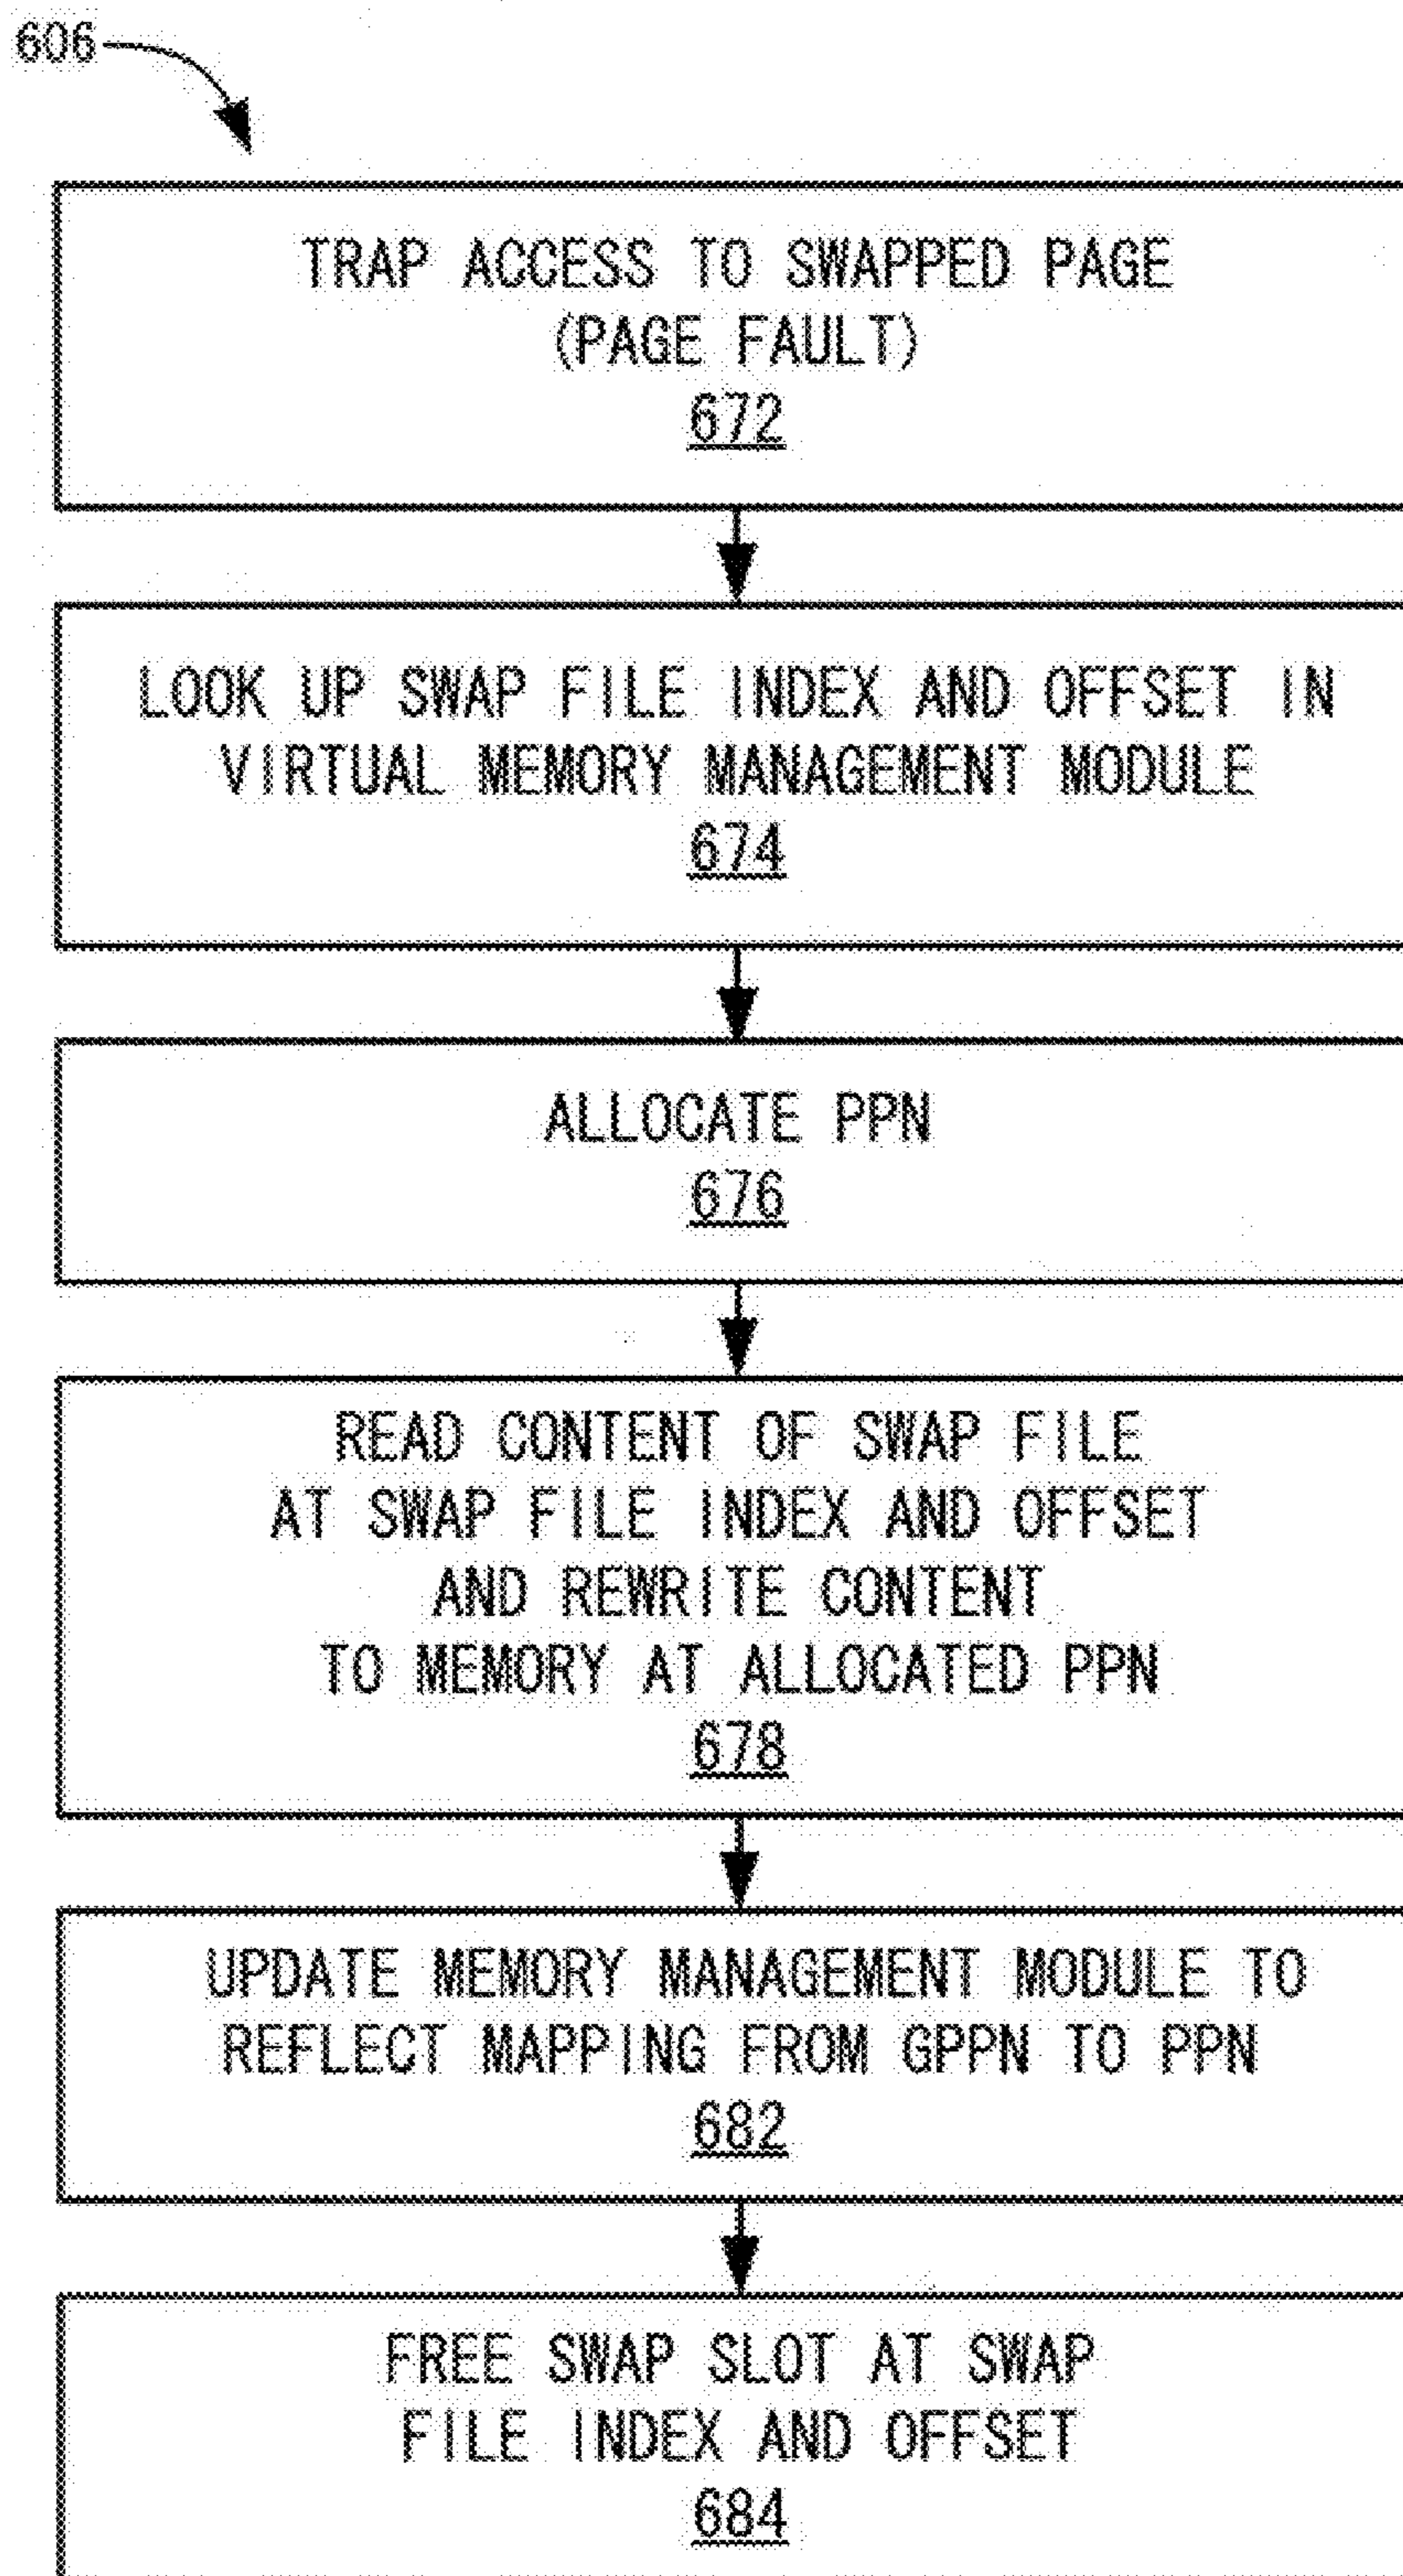 606
TRAP ACCESS TO SWAPPED PAGE
(PAGE FAULT)
672
LOOK UP SWAP FILE INDEX AND OFFSET IN
VIRTUAL MEMORY MANAGEMENT MODULE
674
ALLOCATE PPN
676
READ CONTENT OF SWAP FILE
AT SWAP FILE INDEX AND OFFSET
AND REWRITE CONTENT
TO MEMORY AT ALLOCATED PPN
678
UPDATE MEMORY MANAGEMENT MODULE TO
REFLECT MAPPING FROM GPPN TO PPN
682
FREE SWAP SLOT AT SWAP
FILE INDEX AND OFFSET
684